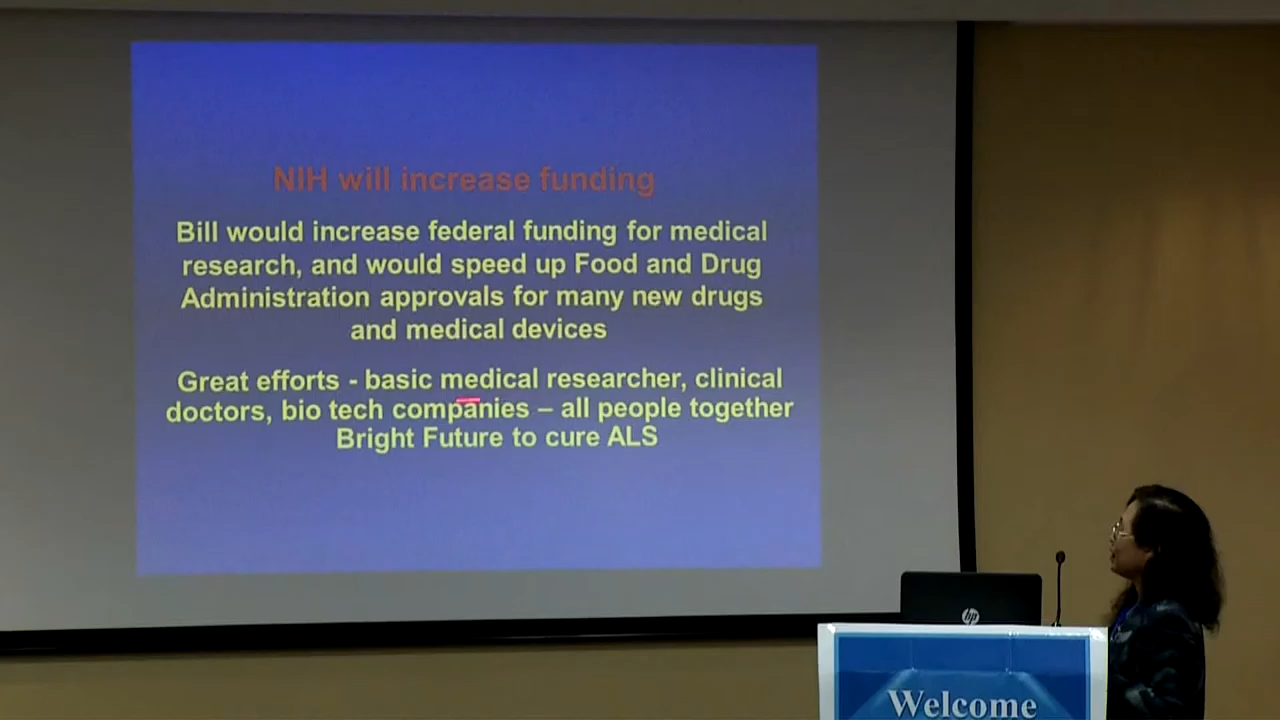 NIH will increase funding
Bill would increase federal funding for medical
research, and would speed up Food and Drug
Administration approvals for many new drugs
and medical devices
Great efforts - basic medical researcher, clinical
doctors, bio tech companies – all people together
Bright Future to cure ALS
hp
Welcome